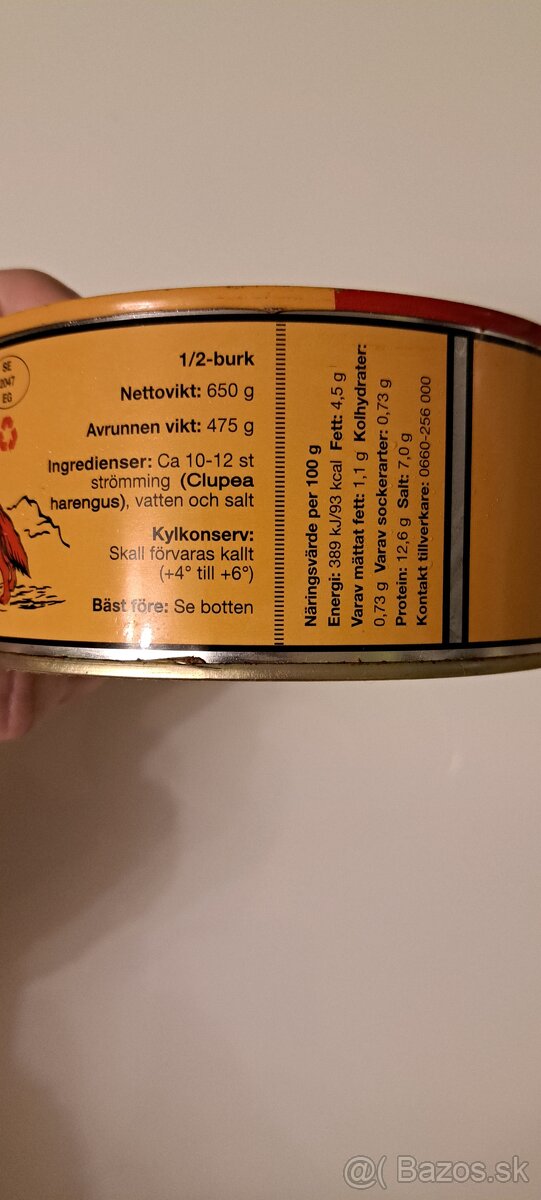 SE
2047
EG
1/2-burk
Nettovikt: 650 g
Avrunnen vikt: 475 g
Ingredienser: Ca 10-12 st
strömming (Clupea
harengus), vatten och salt
Kylkonserv:
Skall förvaras kallt
(+4° till +6°)
Bäst före: Se botten
Näringsvärde per 100 g
Energi: 389 kJ/93 kcal Fett: 4,5 g
Varav mättat fett: 1,1 g Kolhydrater:
0,73 g Varav sockerarter: 0,73 g
Protein: 12,6 g Salt: 7,0 g
Kontakt tillverkare: 0660-256 000
@( Bazos.sk